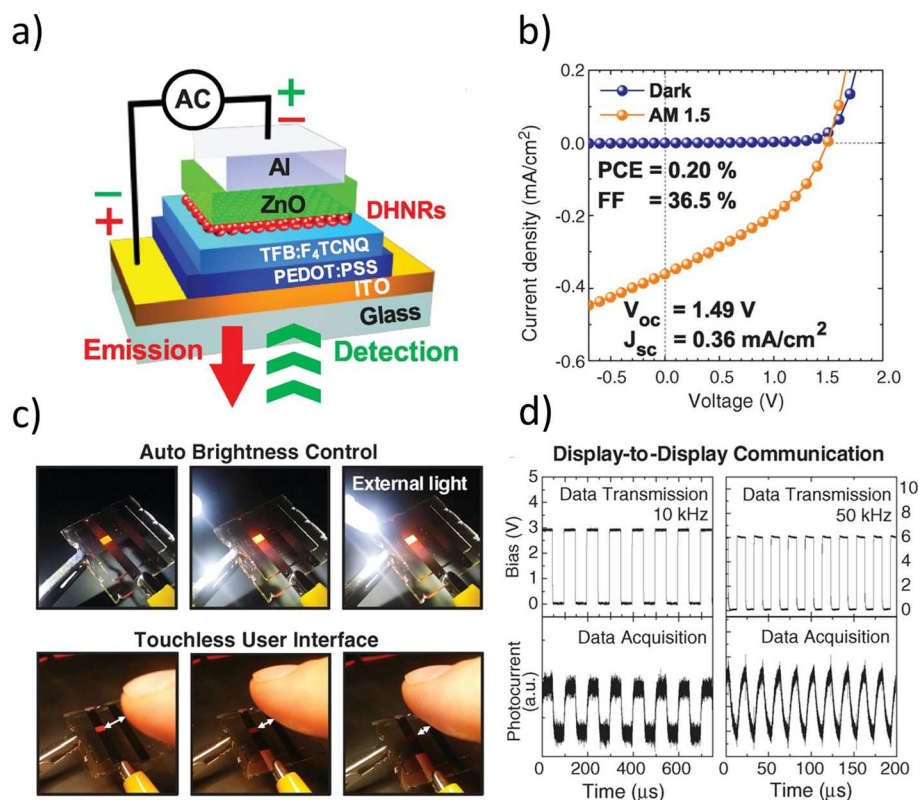 a)
AC
+
−
−
+
Al
ZnO
DHNRs
TFB:F₄TCNQ
PEDOT:PSS
ITO
Glass
Emission
Detection
b)
Dark
AM 1.5
PCE = 0.20 %
FF = 36.5 %
Vₒc = 1.49 V
Jsc = 0.36 mA/cm²
Current density (mA/cm²)
0.2
0.0
-0.2
-0.4
-0.6
-0.5
0.0
0.5
1.0
1.5
2.0
Voltage (V)
c)
Auto Brightness Control
External light
Touchless User Interface
d)
Display-to-Display Communication
Data Transmission
10 kHz
Bias (V)
5
4
3
2
1
0
Data Transmission
50 kHz
10
8
6
4
2
0
Data Acquisition
Photocurrent
(a.u.)
0 200 400 600
Time (µs)
Data Acquisition
0 50 100 150 200
Time (µs)